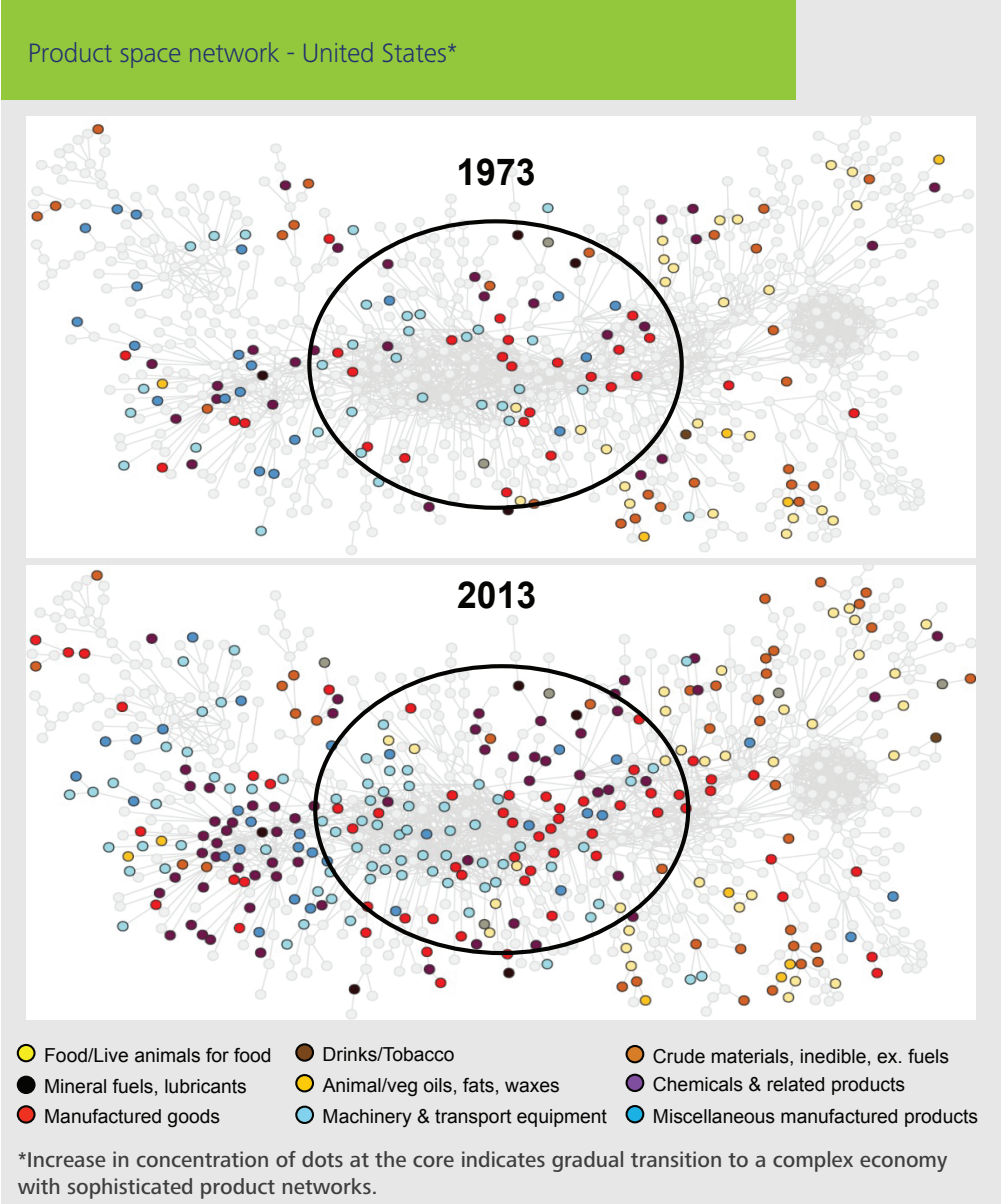 Product space network - United States*
1973
2013
Food/Live animals for food
Drinks/Tobacco
Crude materials, inedible, ex. fuels
Mineral fuels, lubricants
Animal/veg oils, fats, waxes
Chemicals & related products
Manufactured goods
Machinery & transport equipment
Miscellaneous manufactured products
*Increase in concentration of dots at the core indicates gradual transition to a complex economy
with sophisticated product networks.